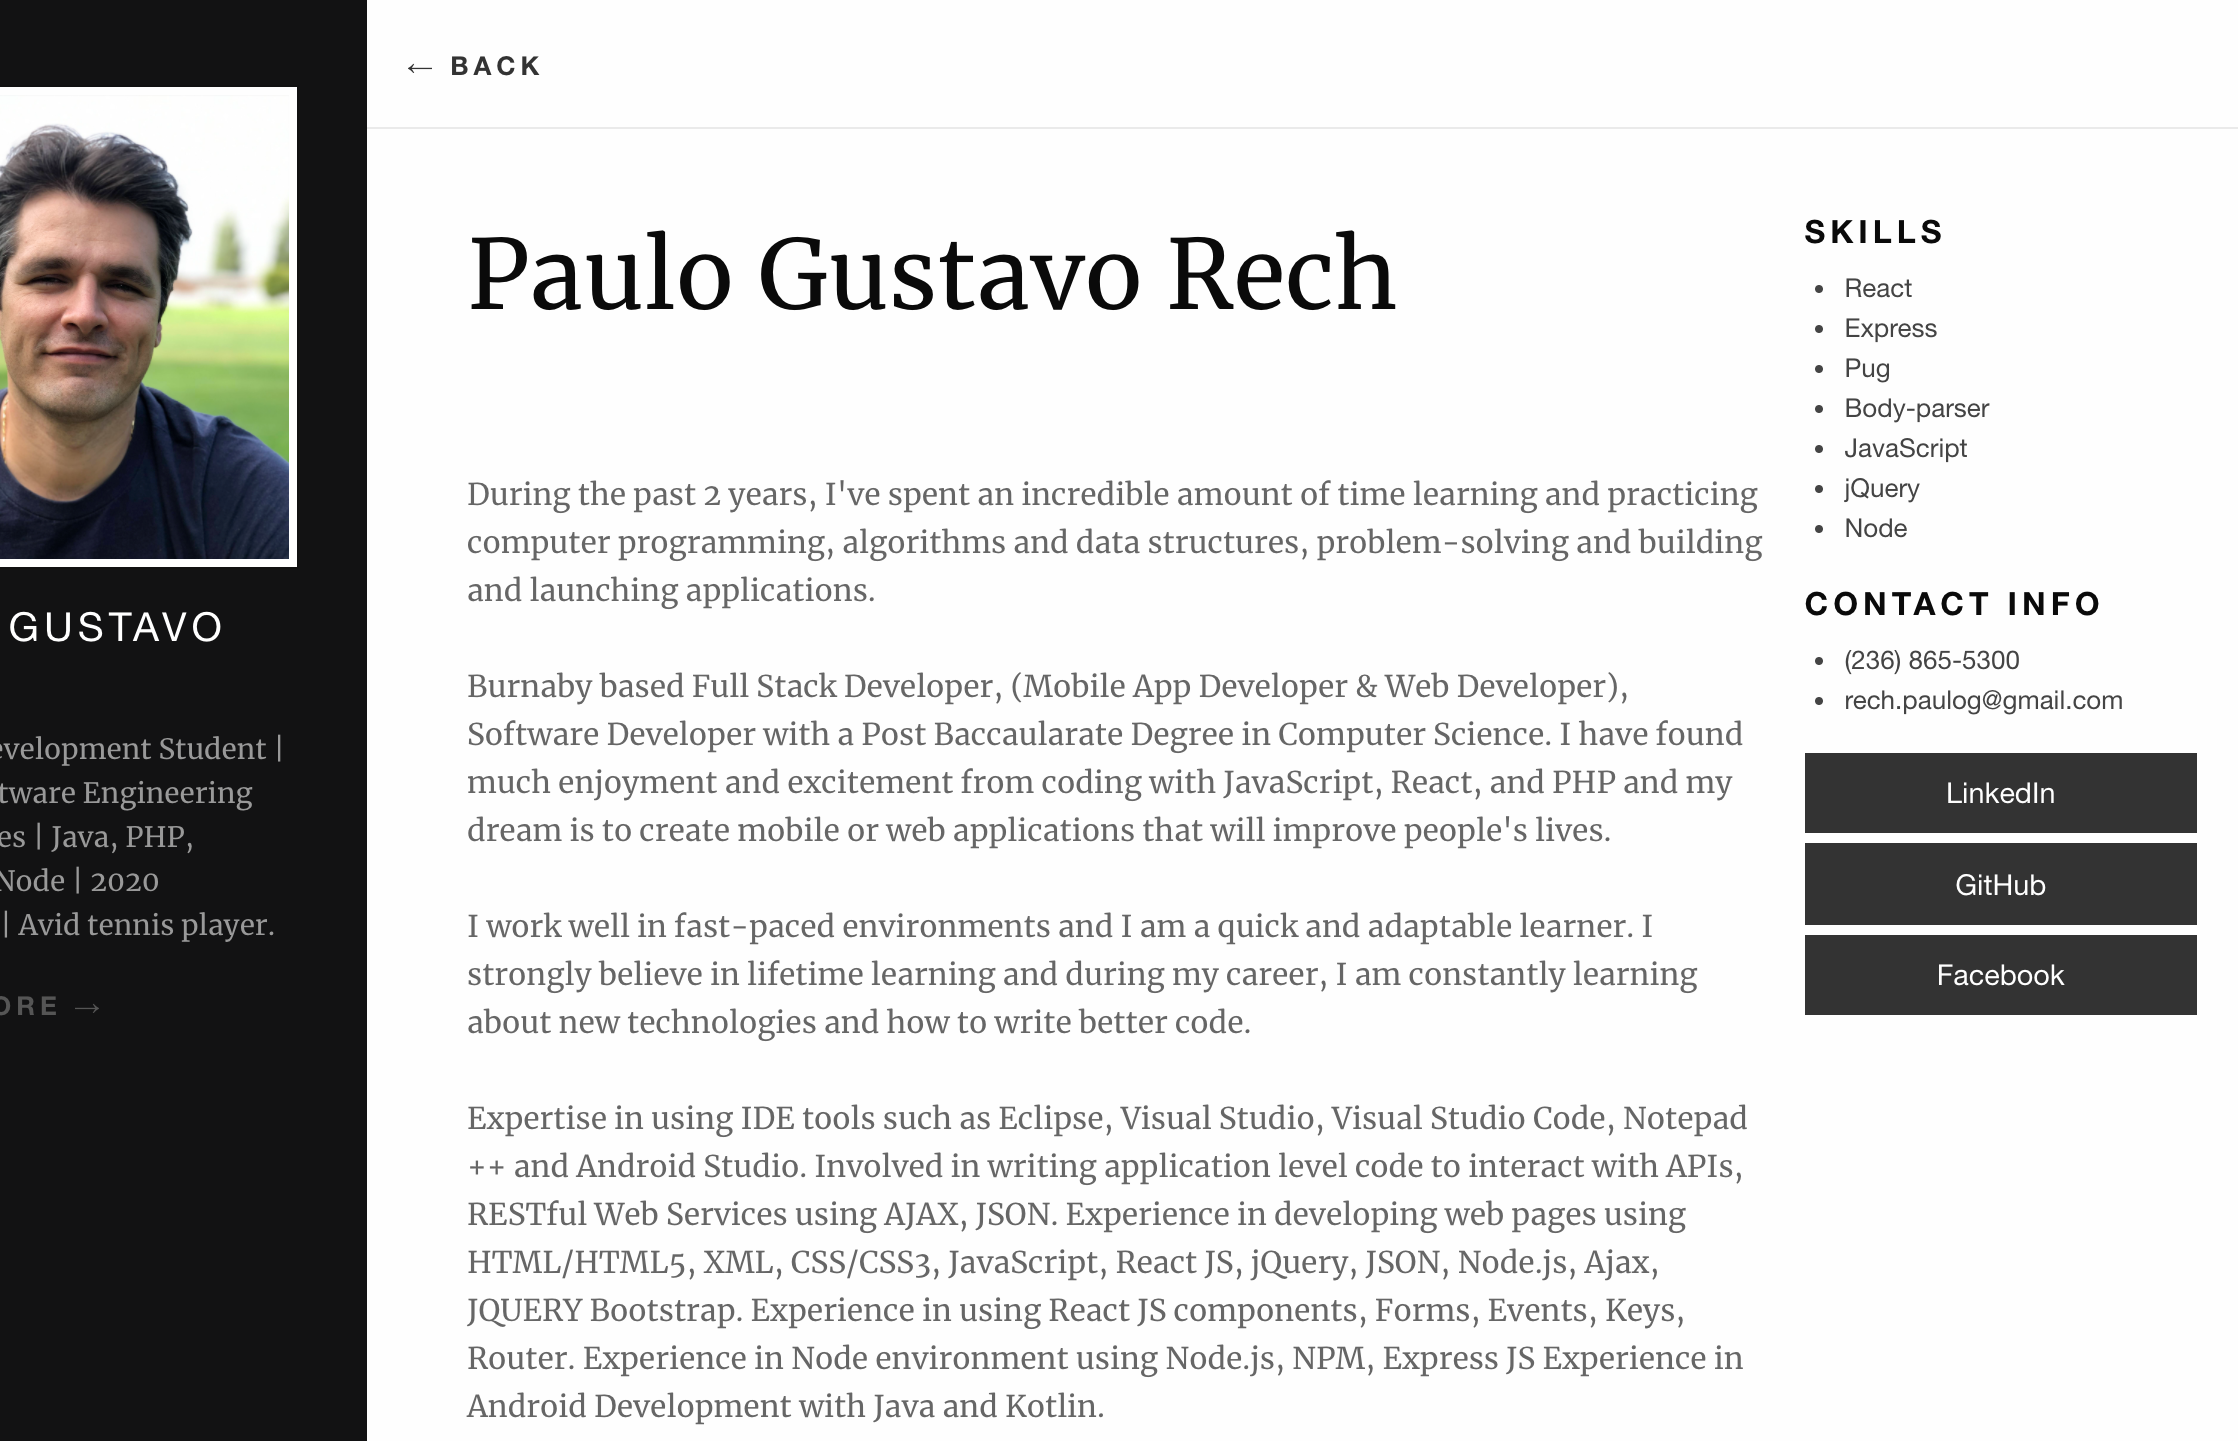 ← BACK
GUSTAVO
evelopment Student |
tware Engineering
es | Java, PHP,
Node | 2020
| Avid tennis player.
ORE →
Paulo Gustavo Rech
During the past 2 years, I've spent an incredible amount of time learning and practicing
computer programming, algorithms and data structures, problem-solving and building
and launching applications.
Burnaby based Full Stack Developer, (Mobile App Developer & Web Developer),
Software Developer with a Post Baccaularate Degree in Computer Science. I have found
much enjoyment and excitement from coding with JavaScript, React, and PHP and my
dream is to create mobile or web applications that will improve people's lives.
I work well in fast-paced environments and I am a quick and adaptable learner. I
strongly believe in lifetime learning and during my career, I am constantly learning
about new technologies and how to write better code.
Expertise in using IDE tools such as Eclipse, Visual Studio, Visual Studio Code, Notepad
++ and Android Studio. Involved in writing application level code to interact with APIs,
RESTful Web Services using AJAX, JSON. Experience in developing web pages using
HTML/HTML5, XML, CSS/CSS3, JavaScript, React JS, jQuery, JSON, Node.js, Ajax,
JQUERY Bootstrap. Experience in using React JS components, Forms, Events, Keys,
Router. Experience in Node environment using Node.js, NPM, Express JS Experience in
Android Development with Java and Kotlin.
SKILLS
• React
• Express
• Pug
• Body-parser
• JavaScript
• jQuery
• Node
CONTACT INFO
• (236) 865-5300
• rech.paulog@gmail.com
LinkedIn
GitHub
Facebook